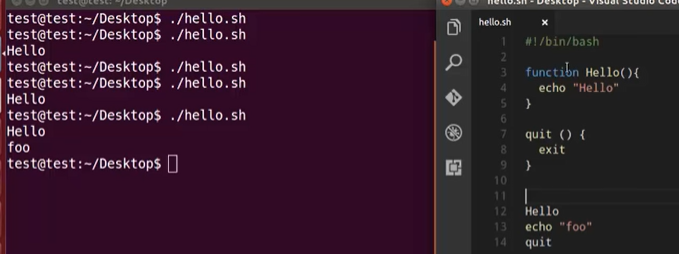 test@test: ~/Desktop
test@test:~/Desktop$ ./hello.sh
test@test:~/Desktop$ ./hello.sh
Hello
test@test:~/Desktop$ ./hello.sh
test@test:~/Desktop$ ./hello.sh
Hello
test@test:~/Desktop$ ./hello.sh
Hello
foo
test@test:~/Desktop$
hello.sh - Desktop - Visual Studio Code
hello.sh ×
1 #!/bin/bash
2
3 function Hello(){
4 echo "Hello"
5 }
6
7 quit () {
8 exit
9 }
10
11
12 Hello
13 echo "foo"
14 quit